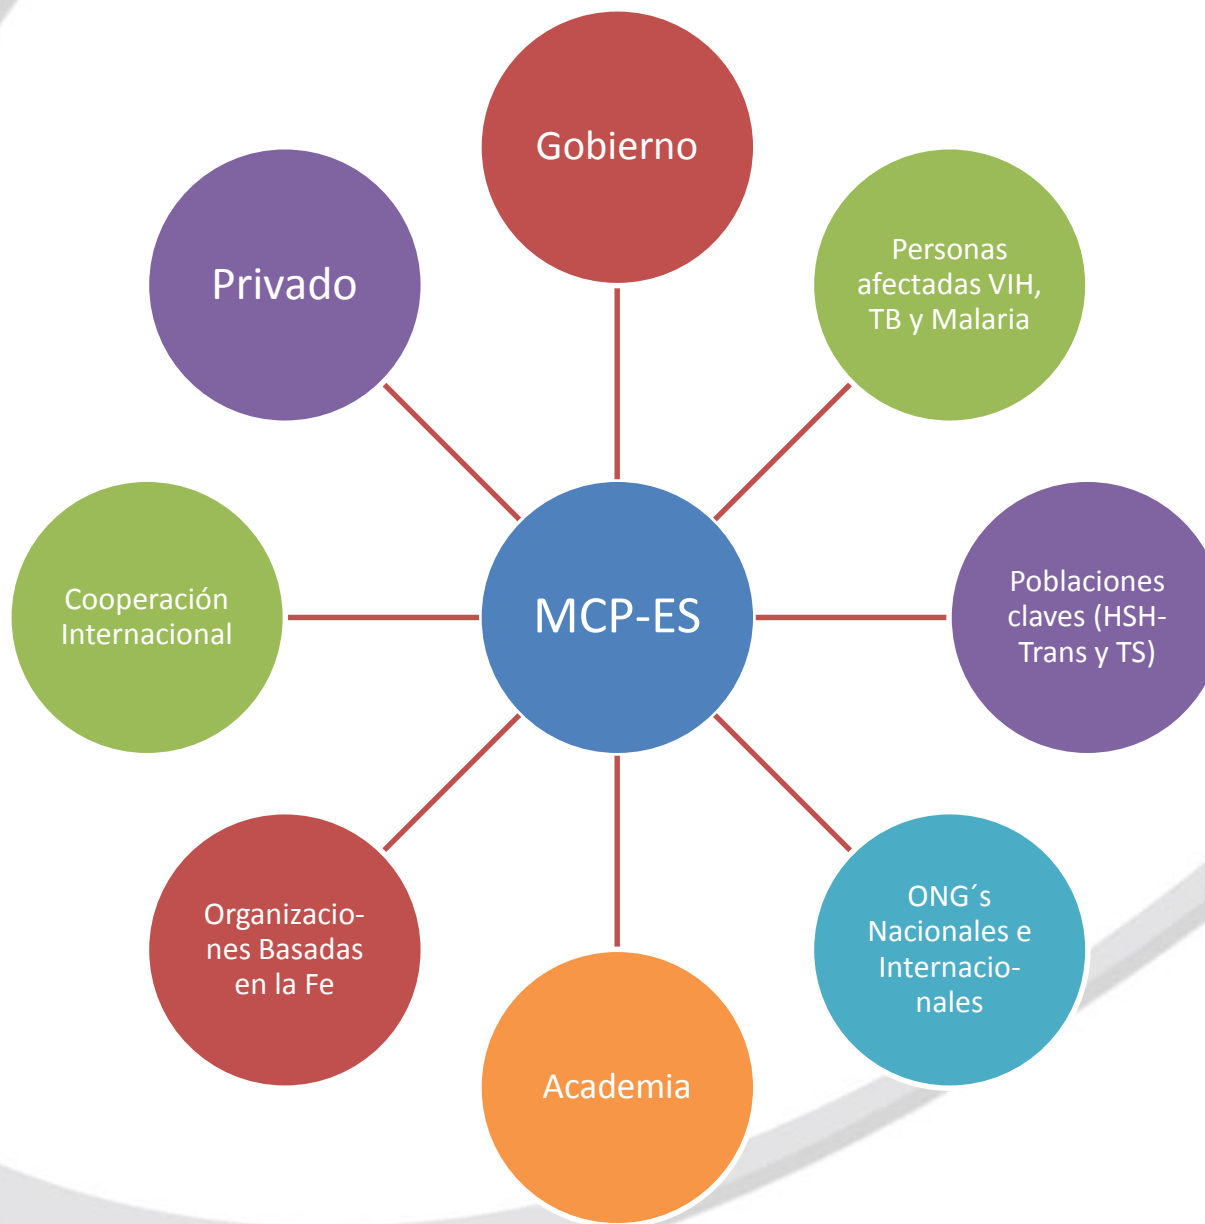 Gobierno
Personas
afectadas VIH,
TB y Malaria
Privado
Poblaciones
claves (HSH-
Trans y TS)
MCP-ES
Cooperación
Internacional
ONG´s
Nacionales e
Internacio-
nales
Organizacio-
nes Basadas
en la Fe
Academia